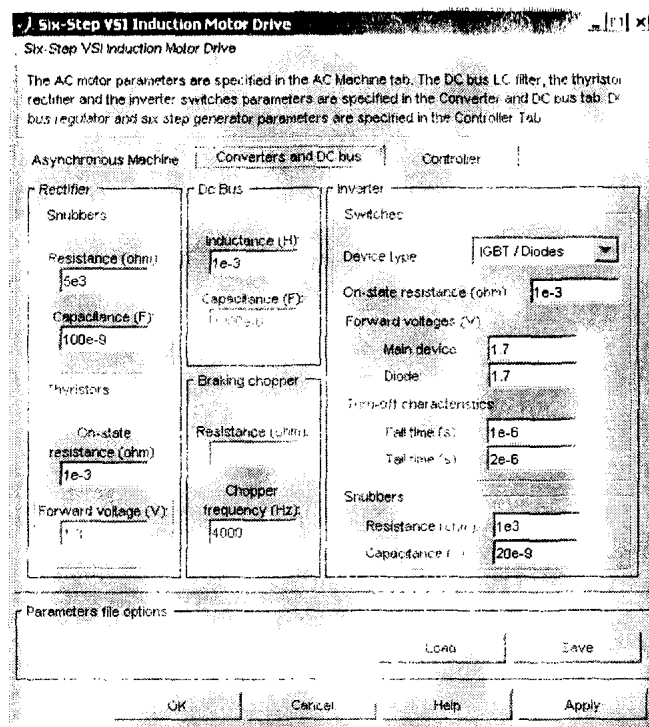 Six-Step VSI Induction Motor Drive
Six-Step VSI Induction Motor Drive
The AC motor parameters are specified in the AC Machine tab. The DC bus LC filter, the thyristor
rectifier and the inverter switches parameters are specified in the Converter and DC bus tab.
bus regulator and six step generator parameters are specified in the Controller Tab
Asynchronous Machine
Converters and DC bus
Controller
Rectifier
Snubbers
Resistance (ohm):
5e3
Capacitance (F):
100e-9
Thyristors
On-state
resistance (ohm)
1e-3
Forward voltage (V):
Dc Bus
Inductance (H):
1e-3
Capacitance (F):
Braking chopper
Resistance (ohm):
Chopper
frequency (Hz):
4000
Inverter
Switches
Device type
IGBT / Diodes
On-state resistance (ohm)
1e-3
Forward voltages (V)
Main device
1.7
Diode
1.7
Turn-off characteristics
Fall time (s)
1e-6
Tail time (s)
2e-6
Snubbers
Resistance (ohm)
1e3
Capacitance
20e-9
Parameters file options
Load
Save
OK
Cancel
Help
Apply